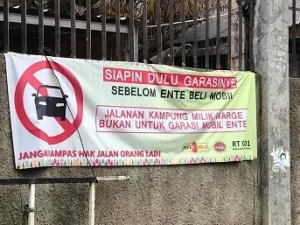 SIAPIN DULU GARASINYE
SEBELOM ENTE BELI MOBIL
JALANAN KAMPUNG MILIK WARGE
BUKAN UNTUK GARASI MOBIL ENTE
JANGAN RAMPAS HAK JALAN ORANG LAIN
RT 031